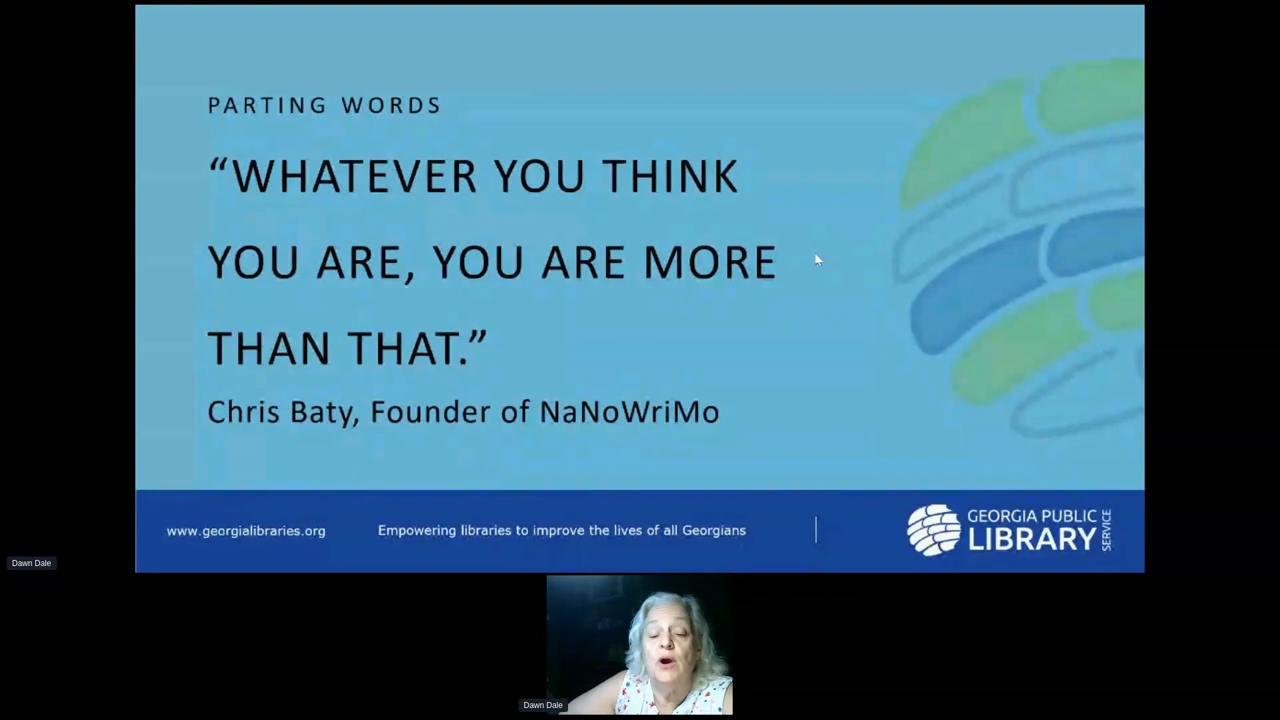 PARTING WORDS
“WHATEVER YOU THINK
YOU ARE, YOU ARE MORE
THAN THAT.”
Chris Baty, Founder of NaNoWriMo
www.georgialibraries.org
Empowering libraries to improve the lives of all Georgians
GEORGIA PUBLIC
LIBRARY
SERVICE
Dawn Dale
Dawn Dale